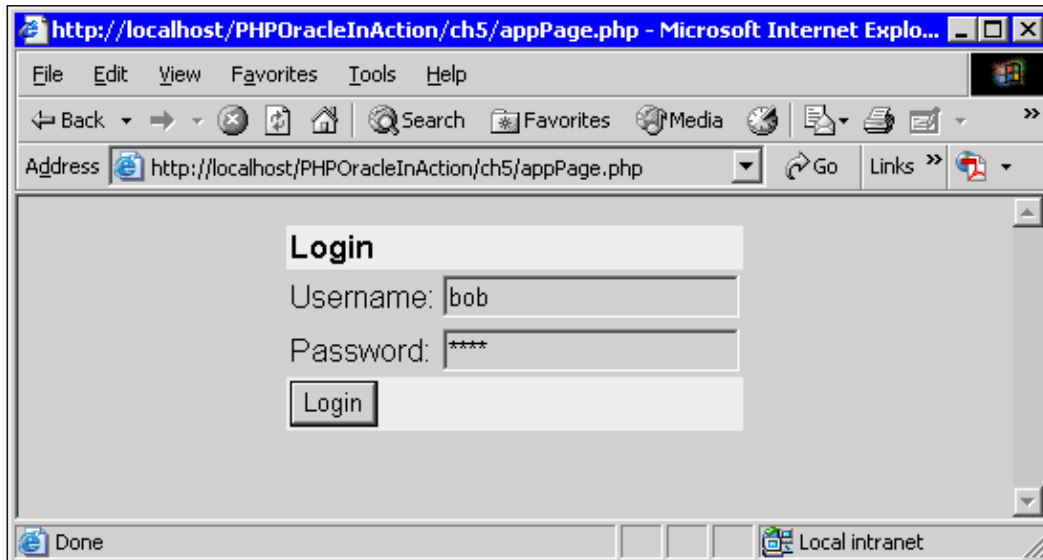 http://localhost/PHPOracleInAction/ch5/appPage.php - Microsoft Internet Explo...
File Edit View Favorites Tools Help
Back Search Favorites Media »
Address http://localhost/PHPOracleInAction/ch5/appPage.php Go Links »
Login
Username: bob
Password: ****
Login
Done Local intranet